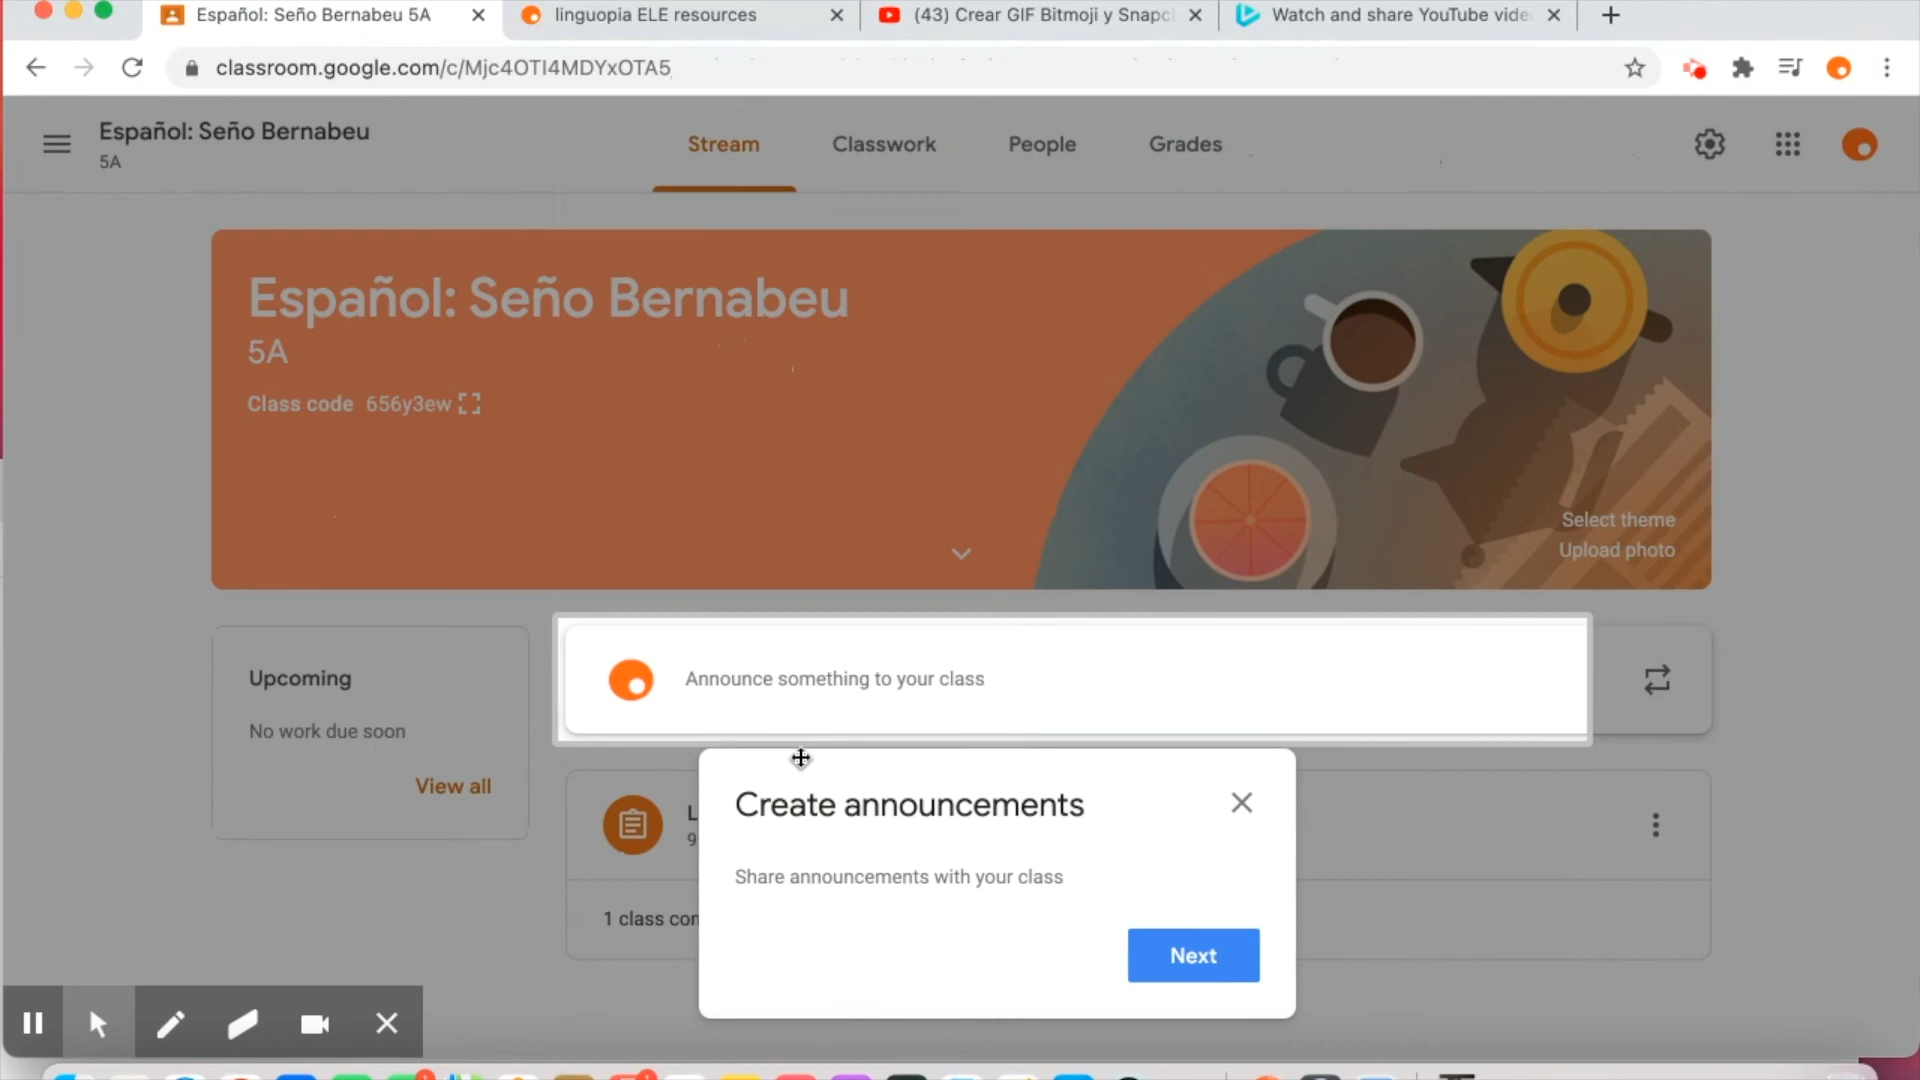 Español: Seño Bernabeu 5A
linguopia ELE resources
(43) Crear GIF Bitmoji y Snapc
Watch and share YouTube vide
classroom.google.com/c/Mjc4OTI4MDYxOTA5
Español: Seño Bernabeu
5A
Stream
Classwork
People
Grades
Español: Seño Bernabeu
5A
Class code 656y3ew
Select theme
Upload photo
Upcoming
No work due soon
View all
Announce something to your class
L
9
1 class con
Create announcements
Share announcements with your class
Next